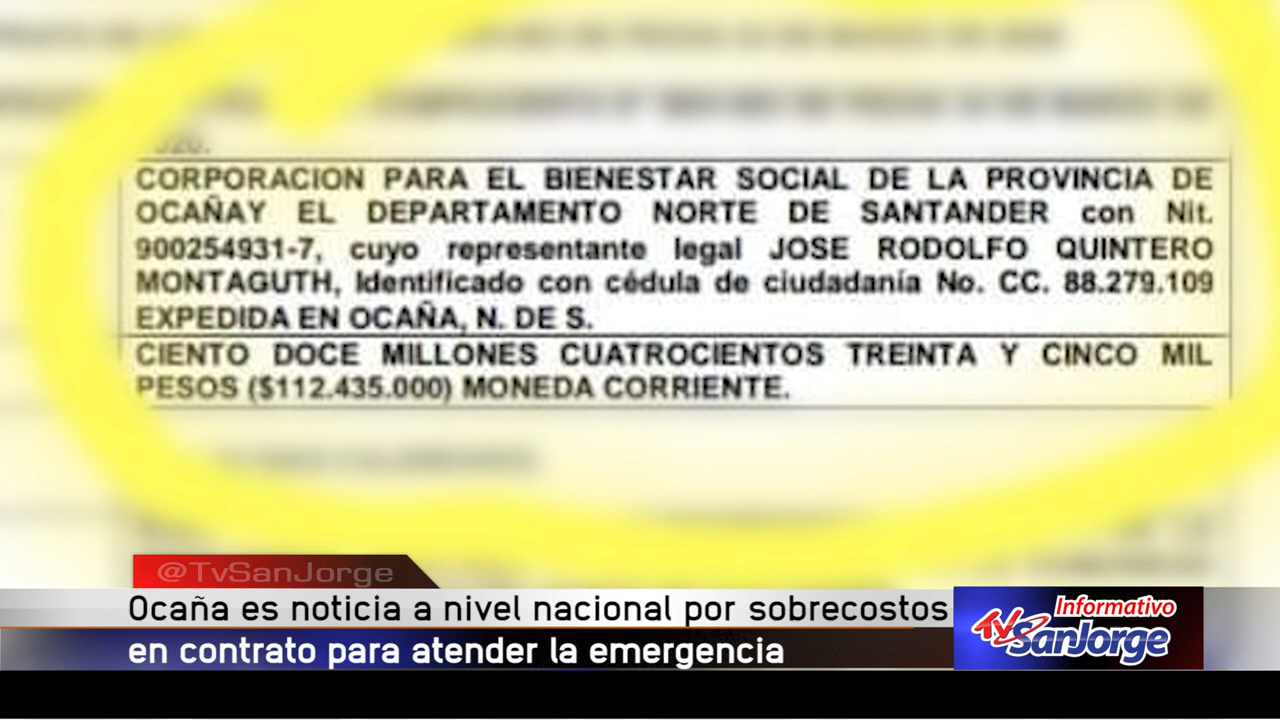 020.
CORPORACION PARA EL BIENESTAR SOCIAL DE LA PROVINCIA DE
OCAÑAY EL DEPARTAMENTO NORTE DE SANTANDER con Nit.
900254931-7, cuyo representante legal JOSE RODOLFO QUINTERO
MONTAGUTH, Identificado con cédula de ciudadanía No. CC. 88.279.109
EXPEDIDA EN OCAÑA, N. DE S.
CIENTO DOCE MILLONES CUATROCIENTOS TREINTA Y CINCO MIL
PESOS ($112.435.000) MONEDA CORRIENTE.
@TvSanJorge
Ocaña es noticia a nivel nacional por sobrecostos
en contrato para atender la emergencia
Informativo
TV SanJorge